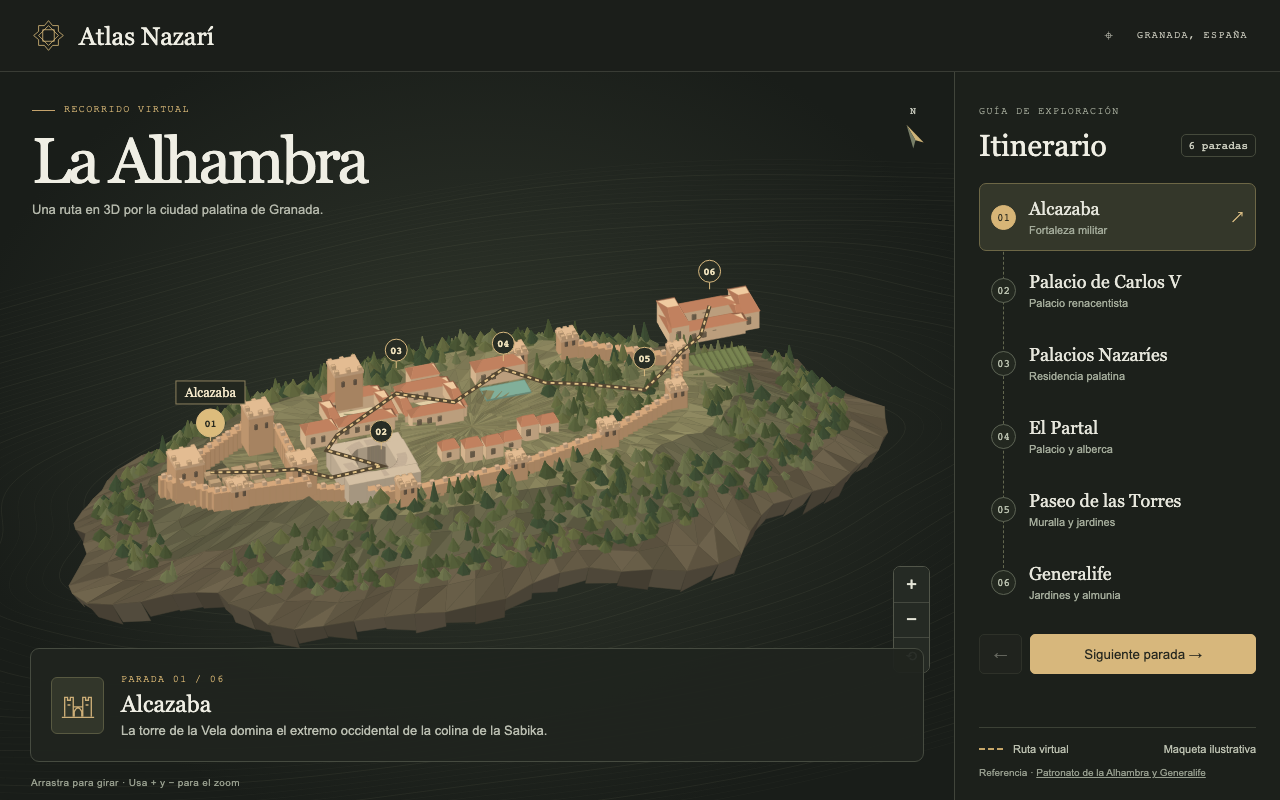 Atlas Nazarí
GRANADA, ESPAÑA
RECORRIDO VIRTUAL
La Alhambra
Una ruta en 3D por la ciudad palatina de Granada.
N
06
03
04
05
Alcazaba
01
02
+
−
PARADA 01 / 06
Alcazaba
La torre de la Vela domina el extremo occidental de la colina de la Sabika.
Arrastra para girar · Usa + y − para el zoom
GUÍA DE EXPLORACIÓN
Itinerario
6 paradas
01
Alcazaba
↗
Fortaleza militar
02
Palacio de Carlos V
Palacio renacentista
03
Palacios Nazaríes
Residencia palatina
04
El Partal
Palacio y alberca
05
Paseo de las Torres
Muralla y jardines
06
Generalife
Jardines y almunia
←
Siguiente parada →
Ruta virtual
Maqueta ilustrativa
Referencia · Patronato de la Alhambra y Generalife